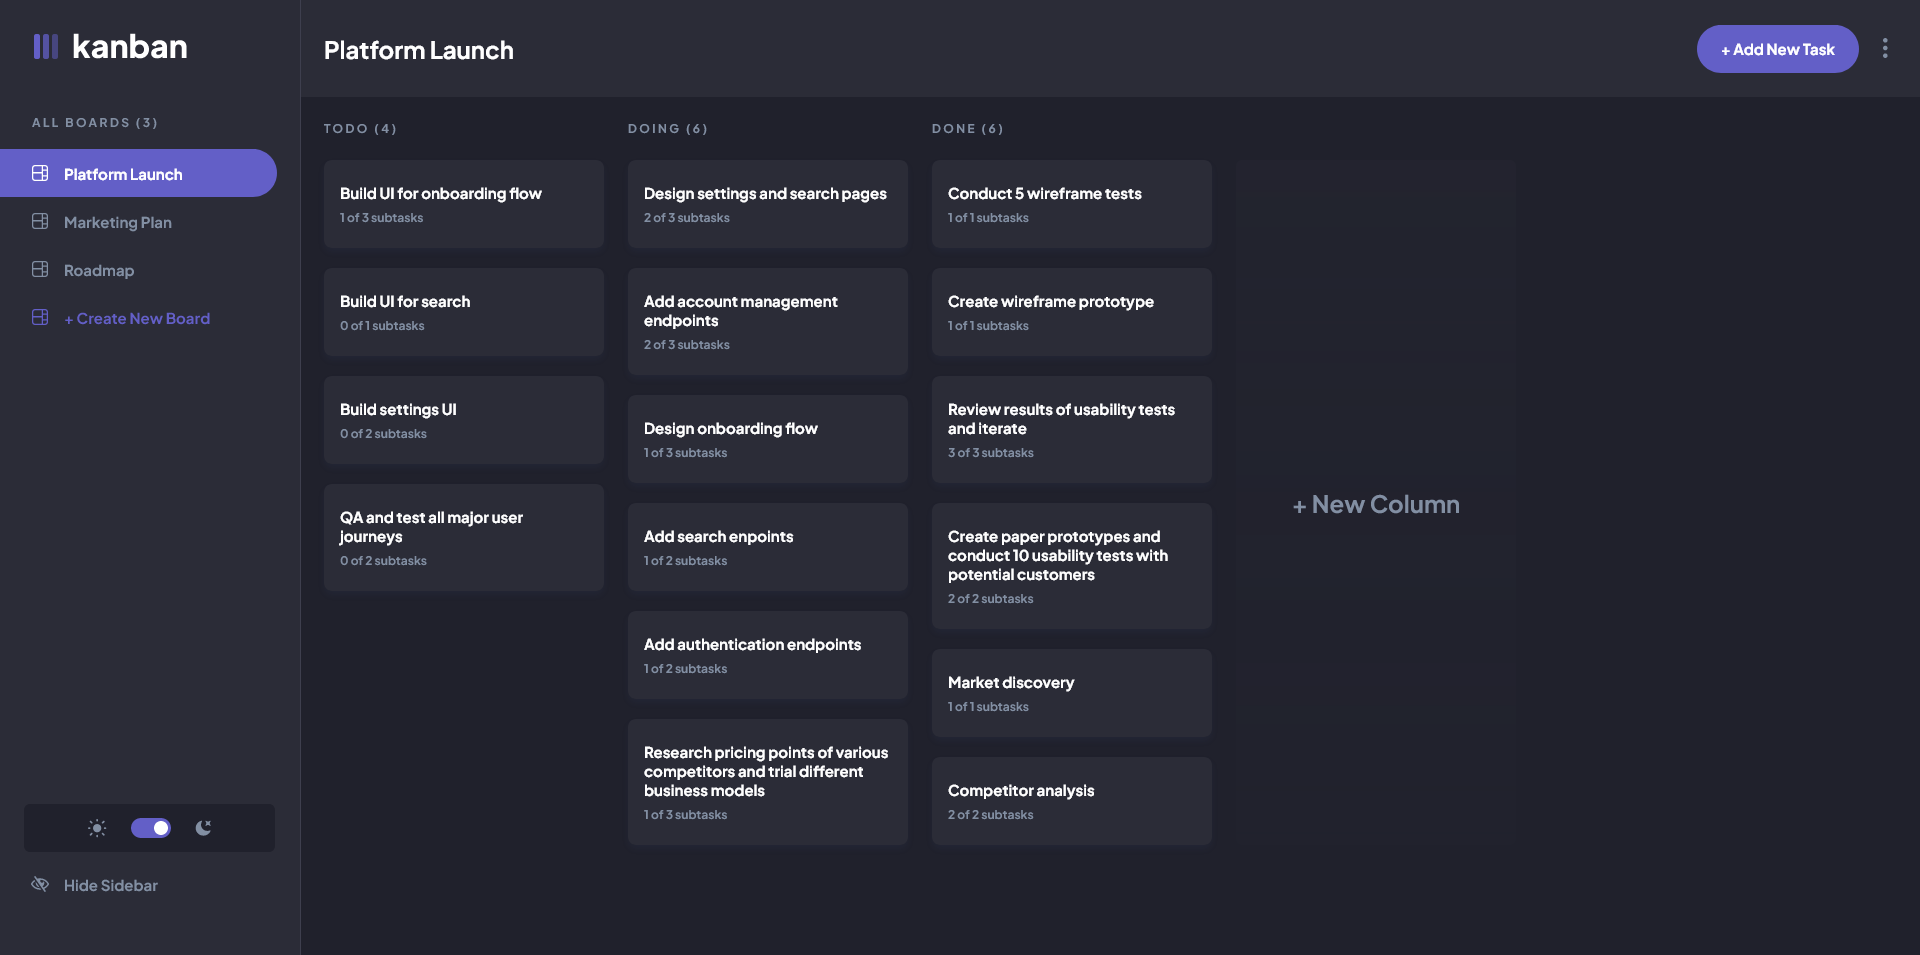 kanban
ALL BOARDS (3)
Platform Launch
Marketing Plan
Roadmap
+ Create New Board
Hide Sidebar
Platform Launch
+ Add New Task
TODO (4)
Build UI for onboarding flow
1 of 3 subtasks
Build UI for search
0 of 1 subtasks
Build settings UI
0 of 2 subtasks
QA and test all major user
journeys
0 of 2 subtasks
DOING (6)
Design settings and search pages
2 of 3 subtasks
Add account management
endpoints
2 of 3 subtasks
Design onboarding flow
1 of 3 subtasks
Add search enpoints
1 of 2 subtasks
Add authentication endpoints
1 of 2 subtasks
Research pricing points of various
competitors and trial different
business models
1 of 3 subtasks
DONE (6)
Conduct 5 wireframe tests
1 of 1 subtasks
Create wireframe prototype
1 of 1 subtasks
Review results of usability tests
and iterate
3 of 3 subtasks
Create paper prototypes and
conduct 10 usability tests with
potential customers
2 of 2 subtasks
Market discovery
1 of 1 subtasks
Competitor analysis
2 of 2 subtasks
+ New Column